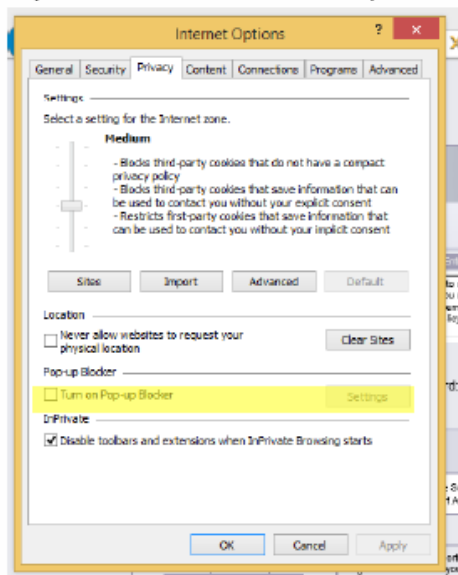 Internet Options
?
×
General Security Privacy Content Connections Programs Advanced
Settings
Select a setting for the Internet zone.
Medium
- Blocks third-party cookies that do not have a compact
privacy policy
- Blocks third-party cookies that save information that can
be used to contact you without your explicit consent
- Restricts first-party cookies that save information that
can be used to contact you without your implicit consent
Sites Import Advanced Default
Location
Never allow websites to request your
physical location
Clear Sites
Pop-up Blocker
Turn on Pop-up Blocker Settings
InPrivate
Disable toolbars and extensions when InPrivate Browsing starts
OK Cancel Apply